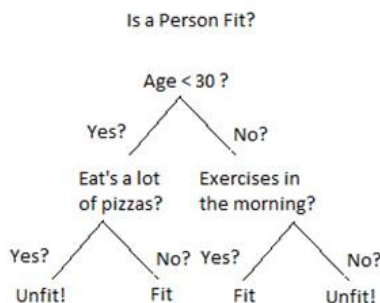 Is a Person Fit?
Age < 30 ?
Yes?
No?
Eat's a lot
of pizzas?
Exercises in
the morning?
Yes?
No?
Yes?
No?
Unfit!
Fit
Fit
Unfit!